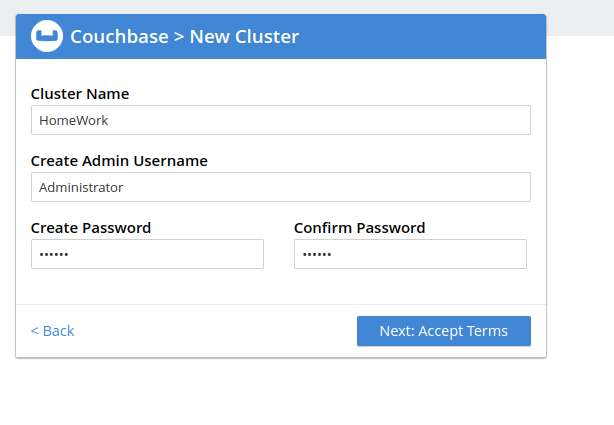 Couchbase > New Cluster
Cluster Name
HomeWork
Create Admin Username
Administrator
Create Password Confirm Password
•••••• ••••••
< Back Next: Accept Terms